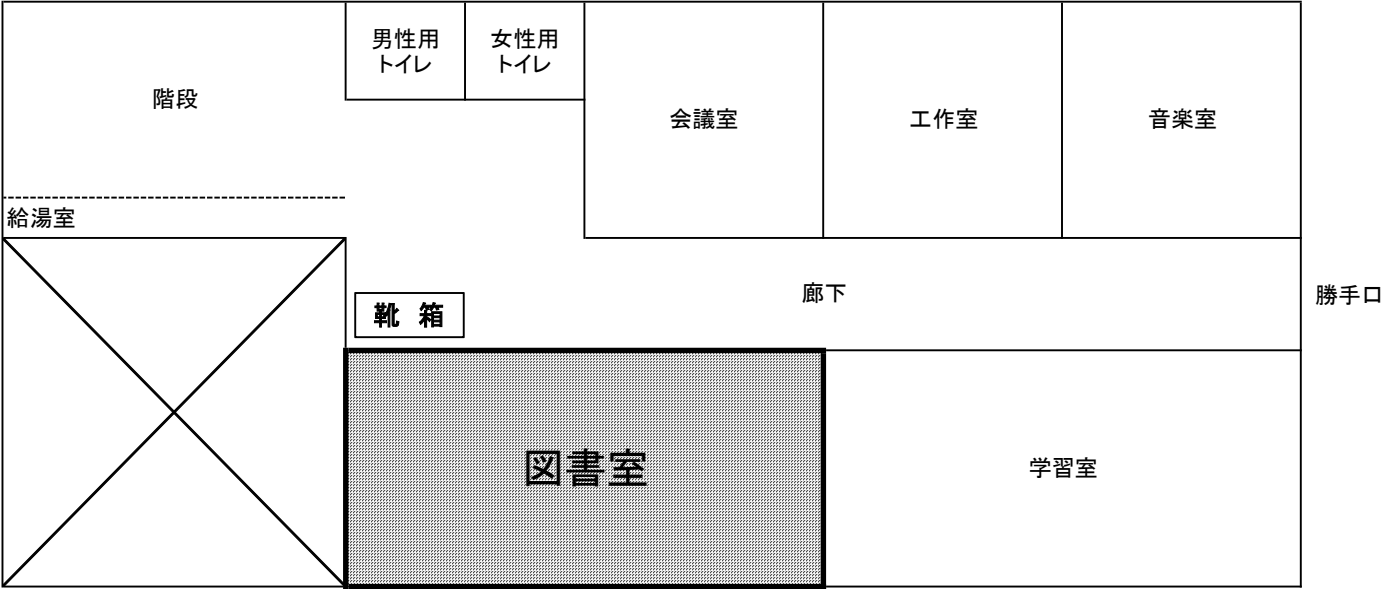 男性用
トイレ
女性用
トイレ
階段
会議室
工作室
音楽室
給湯室
廊下
勝手口
靴 箱
図書室
学習室